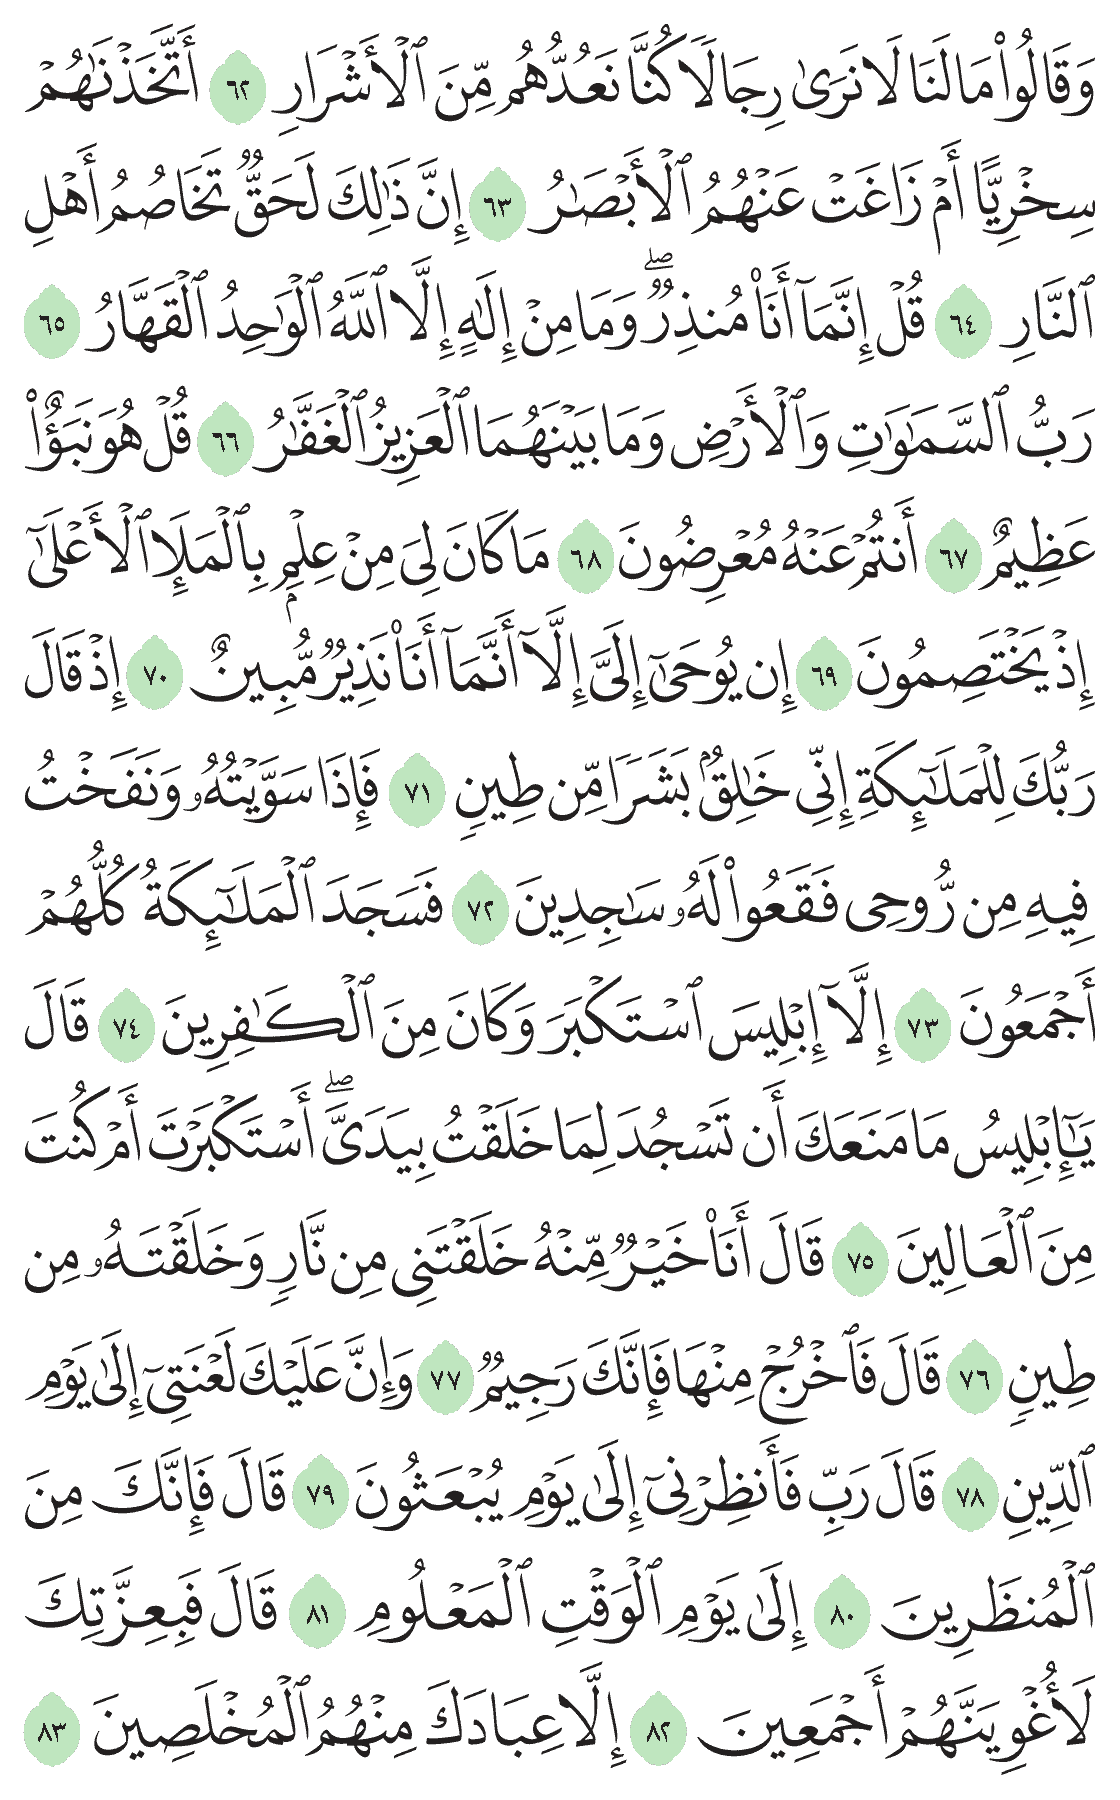 وَقَالُواْ مَا لَنَا لَا نَرَىٰ رِجَالًا كُنَّا نَعُدُّهُم مِّنَ ٱلْأَشْرَارِ ٦٢ أَتَّخَذْنَٰهُمْ
سِخْرِيًّا أَمْ زَاغَتْ عَنْهُمُ ٱلْأَبْصَٰرُ ٦٣ إِنَّ ذَٰلِكَ لَحَقٌّ تَخَاصُمُ أَهْلِ
ٱلنَّارِ ٦٤ قُلْ إِنَّمَآ أَنَا۠ مُنذِرٌ ۖ وَمَا مِنْ إِلَٰهٍ إِلَّا ٱللَّهُ ٱلْوَٰحِدُ ٱلْقَهَّارُ ٦٥
رَبُّ ٱلسَّمَٰوَٰتِ وَٱلْأَرْضِ وَمَا بَيْنَهُمَا ٱلْعَزِيزُ ٱلْغَفَّٰرُ ٦٦ قُلْ هُوَ نَبَؤٌاْ
عَظِيمٌ ٦٧ أَنتُمْ عَنْهُ مُعْرِضُونَ ٦٨ مَا كَانَ لِىَ مِنْ عِلْمٍۭ بِٱلْمَلَإِ ٱلْأَعْلَىٰٓ
إِذْ يَخْتَصِمُونَ ٦٩ إِن يُوحَىٰٓ إِلَىَّ إِلَّآ أَنَّمَآ أَنَا۠ نَذِيرٌ مُّبِينٌ ٧٠ إِذْ قَالَ
رَبُّكَ لِلْمَلَٰٓئِكَةِ إِنِّى خَٰلِقٌۢ بَشَرًا مِّن طِينٍ ٧١ فَإِذَا سَوَّيْتُهُۥ وَنَفَخْتُ
فِيهِ مِن رُّوحِى فَقَعُواْ لَهُۥ سَٰجِدِينَ ٧٢ فَسَجَدَ ٱلْمَلَٰٓئِكَةُ كُلُّهُمْ
أَجْمَعُونَ ٧٣ إِلَّآ إِبْلِيسَ ٱسْتَكْبَرَ وَكَانَ مِنَ ٱلْكَٰفِرِينَ ٧٤ قَالَ
يَٰٓإِبْلِيسُ مَا مَنَعَكَ أَن تَسْجُدَ لِمَا خَلَقْتُ بِيَدَىَّ ۖ أَسْتَكْبَرْتَ أَمْ كُنتَ
مِنَ ٱلْعَالِينَ ٧٥ قَالَ أَنَا۠ خَيْرٌ مِّنْهُ خَلَقْتَنِى مِن نَّارٍ وَخَلَقْتَهُۥ مِن
طِينٍ ٧٦ قَالَ فَٱخْرُجْ مِنْهَا فَإِنَّكَ رَجِيمٌ ٧٧ وَإِنَّ عَلَيْكَ لَعْنَتِىٓ إِلَىٰ يَوْمِ
ٱلدِّينِ ٧٨ قَالَ رَبِّ فَأَنظِرْنِىٓ إِلَىٰ يَوْمِ يُبْعَثُونَ ٧٩ قَالَ فَإِنَّكَ مِنَ
ٱلْمُنظَرِينَ ٨٠ إِلَىٰ يَوْمِ ٱلْوَقْتِ ٱلْمَعْلُومِ ٨١ قَالَ فَبِعِزَّتِكَ
لَأُغْوِيَنَّهُمْ أَجْمَعِينَ ٨٢ إِلَّا عِبَادَكَ مِنْهُمُ ٱلْمُخْلَصِينَ ٨٣